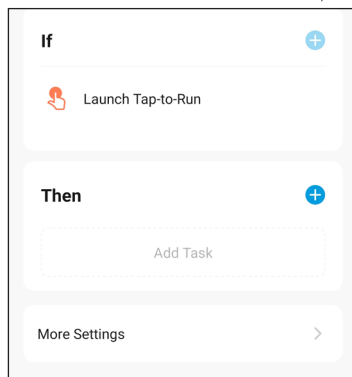 If
Launch Tap-to-Run
Then
Add Task
More Settings